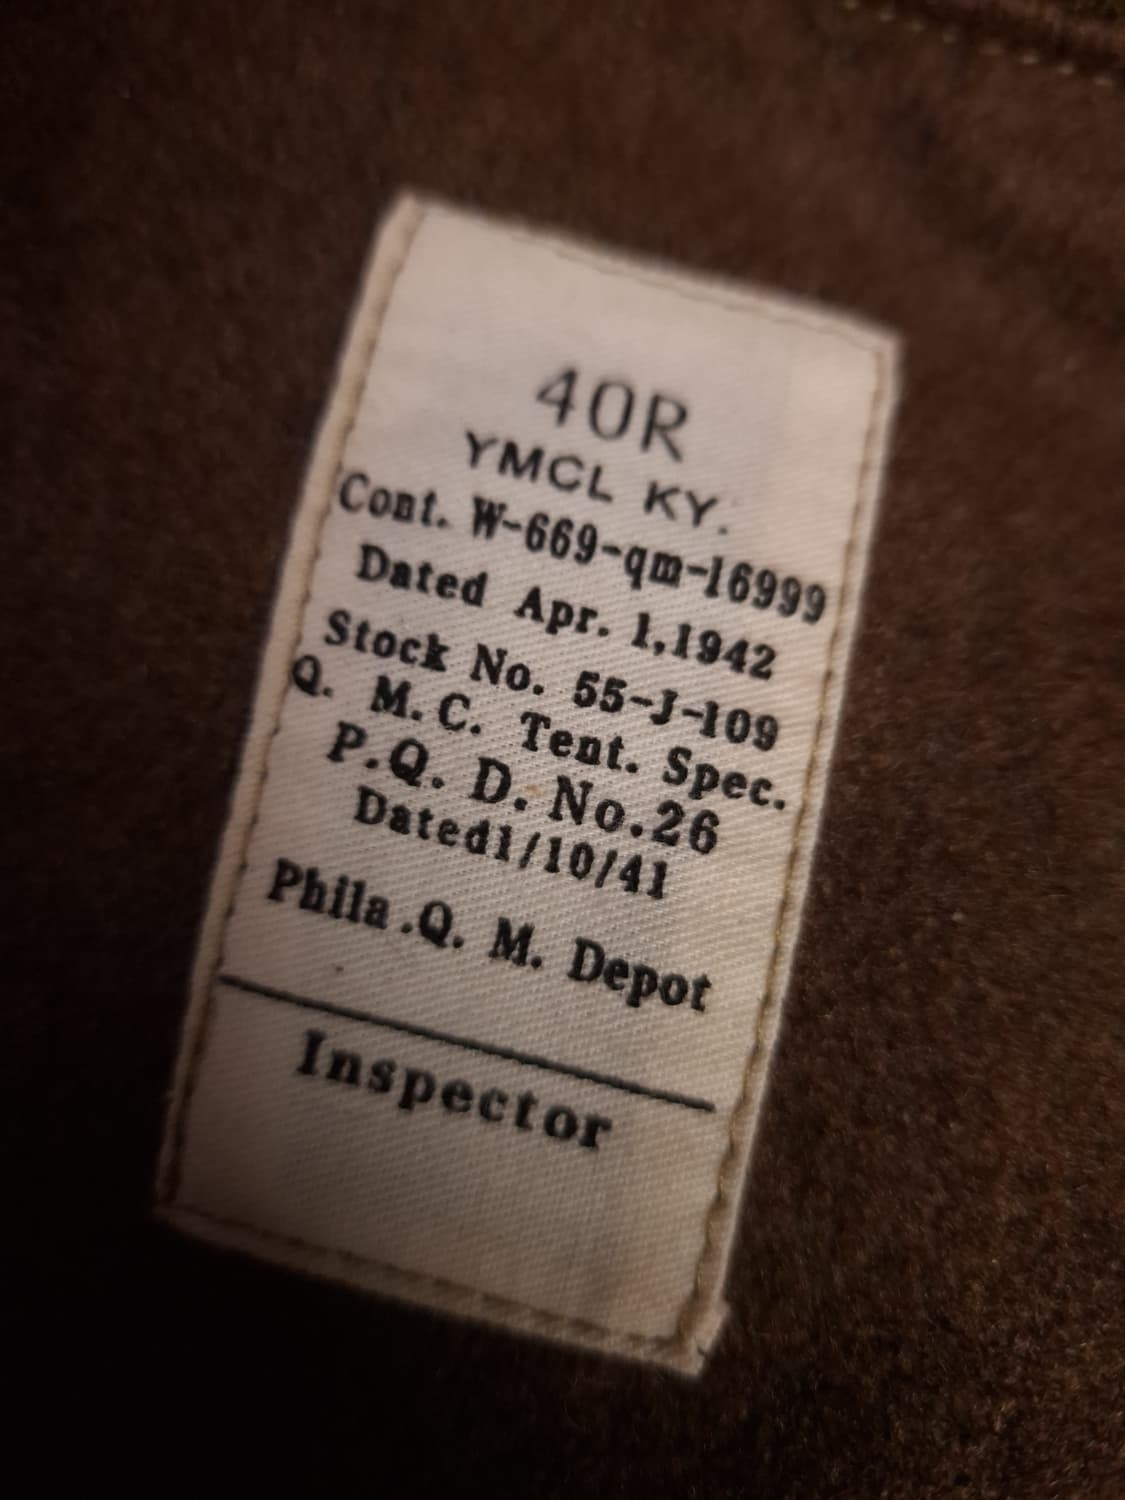 40R
YMCL KY.
Cont. W-669-qm-16999
Dated Apr. 1,1942
Stock No. 55-J-109
Q. M.C. Tent. Spec.
P.Q. D. No.26
Dated1/10/41
Phila.Q. M. Depot
Inspector